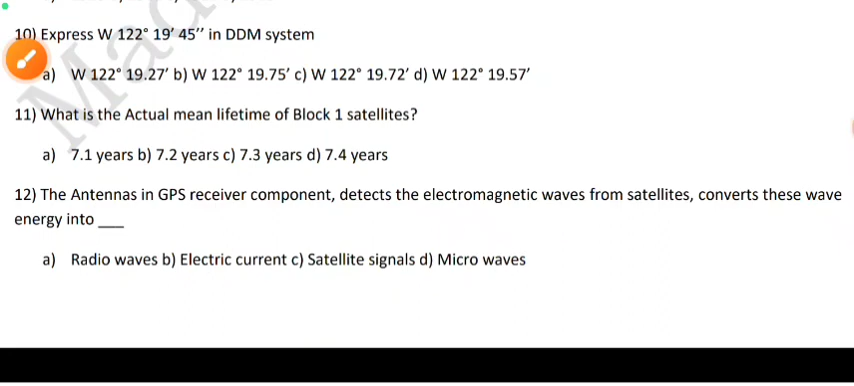 10) Express W 122° 19′ 45′′ in DDM system
a) W 122° 19.27′ b) W 122° 19.75′ c) W 122° 19.72′ d) W 122° 19.57′
11) What is the Actual mean lifetime of Block 1 satellites?
a) 7.1 years b) 7.2 years c) 7.3 years d) 7.4 years
12) The Antennas in GPS receiver component, detects the electromagnetic waves from satellites, converts these wave
energy into ___
a) Radio waves b) Electric current c) Satellite signals d) Micro waves